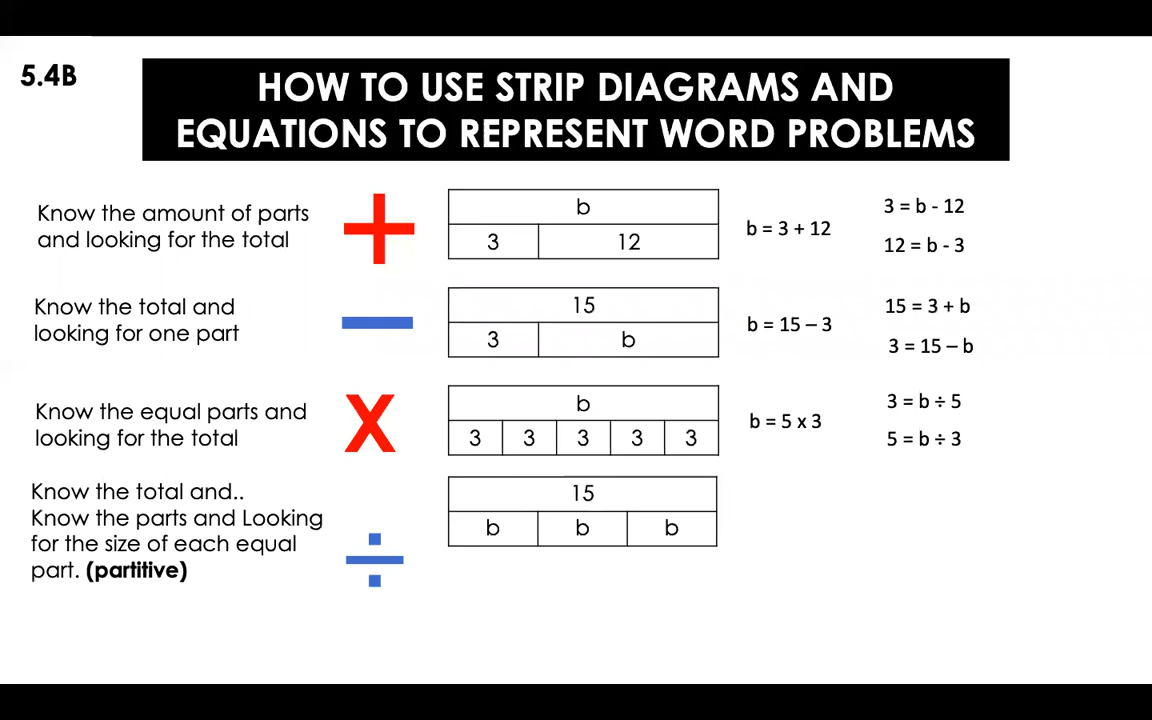 5.4B
HOW TO USE STRIP DIAGRAMS AND
EQUATIONS TO REPRESENT WORD PROBLEMS
Know the amount of parts
and looking for the total
+
b
3 12
b = 3 + 12
3 = b - 12
12 = b - 3
Know the total and
looking for one part
–
15
3 b
b = 15 – 3
15 = 3 + b
3 = 15 – b
Know the equal parts and
looking for the total
X
b
3 3 3 3 3
b = 5 x 3
3 = b ÷ 5
5 = b ÷ 3
Know the total and..
Know the parts and Looking
for the size of each equal
part. (partitive)
÷
15
b b b